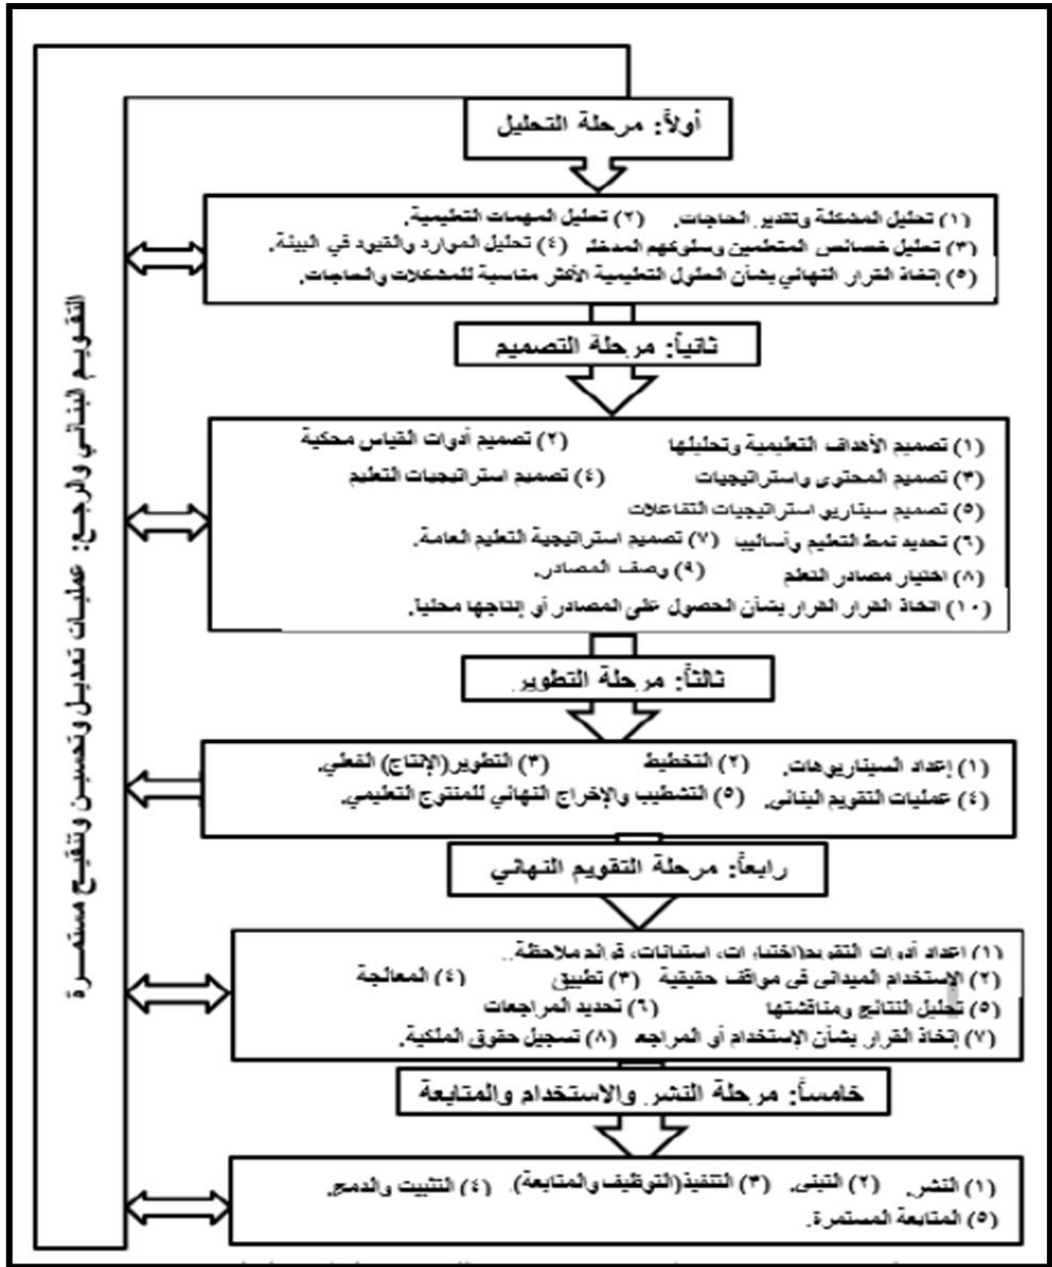 أولاً: مرحلة التحليل
(١) تحليل المشكلة وتقدير الحاجات. (٢) تحليل المهمات التعليمية.
(٣) تحليل خصائص المتعلمين وسلوكهم المدخل (٤) تحليل الموارد والقيود في البيئة.
(٥) إتخاذ القرار النهائي بشأن الحلول التعليمية الأكثر مناسبة للمشكلات والحاجات.
ثانياً: مرحلة التصميم
(١) تصميم الأهداف التعليمية وتحليلها (٢) تصميم أدوات القياس محكية
(٣) تصميم المحتوى واستراتيجيات (٤) تصميم استراتيجيات التعليم
(٥) تصميم سيناريو استراتيجيات التفاعلات
(٦) تحديد نمط التعليم وأساليبا (٧) تصميم استراتيجية التعليم العامة.
(٨) اختيار مصادر التعلم (٩) وصف المصادر.
(١٠) اتخاذ القرار القرار بشأن الحصول على المصادر أو إنتاجها محلياً.
ثالثاً: مرحلة التطوير
(١) إعداد السيناريوهات. (٢) التخطيط (٣) التطوير(الإنتاج) الفعلي.
(٤) عمليات التقويم البنائي. (٥) التشطيب والإخراج النهائي للمنتوج التعليمي.
رابعاً: مرحلة التقويم النهائي
(١) اعداد أدوات التقويم(اختبارات، استبانات، قوائم ملاحظة..
(٢) الإستخدام الميداني في مواقف حقيقية (٣) تطبيق (٤) المعالجة
(٥) تحليل النتائج ومناقشتها (٦) تحديد المراجعات
(٧) إتخاذ القرار بشأن الإستخدام أو المراجع (٨) تسجيل حقوق الملكية.
خامساً: مرحلة النشر والاستخدام والمتابعة
(١) النشر. (٢) التبني. (٣) التنفيذ(التوظيف والمتابعة). (٤) التثبيت والدمج.
(٥) المتابعة المستمرة.
التقويم البنائي والرجع: عمليات تعديل وتحسين وتنقيح مستمرة